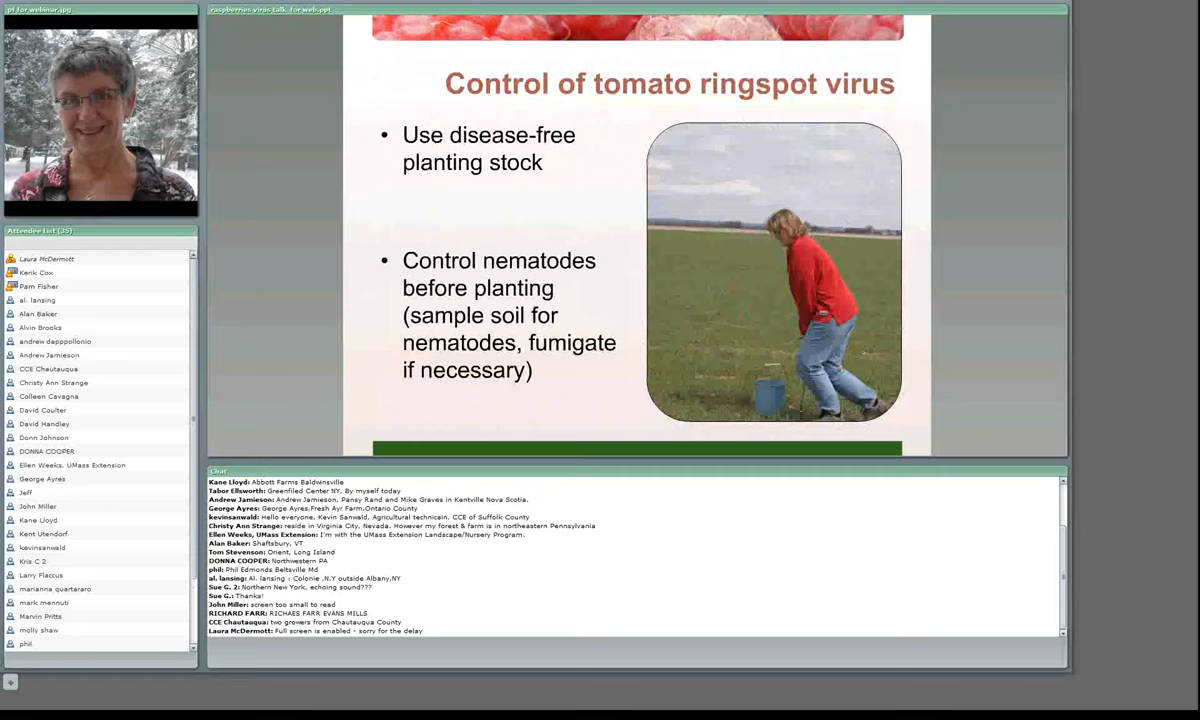 pf for webinar.jpg
raspberries virus talk_for web.ppt
Control of tomato ringspot virus
• Use disease-free
planting stock
• Control nematodes
before planting
(sample soil for
nematodes, fumigate
if necessary)
Attendee List (35)
Laura McDermott
Kerik Cox
Pam Fisher
al. lansing
Alan Baker
Alvin Brooks
andrew dapppollonio
Andrew Jamieson
CCE Chautauqua
Christy Ann Strange
Colleen Cavagna
David Coulter
David Handley
Donn Johnson
DONNA COOPER
Ellen Weeks, UMass Extension
George Ayres
Jeff
John Miller
Kane Lloyd
Kent Utendorf
kevinsanwald
Kris C 2
Larry Flaccus
marianna quartararo
mark mennuti
Marvin Pritts
molly shaw
phil
Chat
Kane Lloyd: Abbott Farms Baldwinsville
Tabor Ellsworth: Greenfiled Center NY, By myself today
Andrew Jamieson: Andrew Jamieson, Pansy Rand and Mike Graves in Kentville Nova Scotia.
George Ayres: George Ayres,Fresh Ayr Farm,Ontario County
kevinsanwald: Hello everyone, Kevin Sanwald, Agricultural technicain, CCE of Suffolk County
Christy Ann Strange: reside in Virginia City, Nevada. However my forest & farm is in northeastern Pennsylvania
Ellen Weeks, UMass Extension: I'm with the UMass Extension Landscape/Nursery Program.
Alan Baker: Shaftsbury, VT
Tom Stevenson: Orient, Long Island
DONNA COOPER: Northwestern PA
phil: Phil Edmonds Beltsville Md
al. lansing: Al. lansing : Colonie ,N.Y outside Albany,NY
Sue G. 2: Northern New York, echoing sound???
Sue G.: Thanks!
John Miller: screen too small to read
RICHARD FARR: RICHAES FARR EVANS MILLS
CCE Chautauqua: two growers from Chautauqua County
Laura McDermott: Full screen is enabled - sorry for the delay